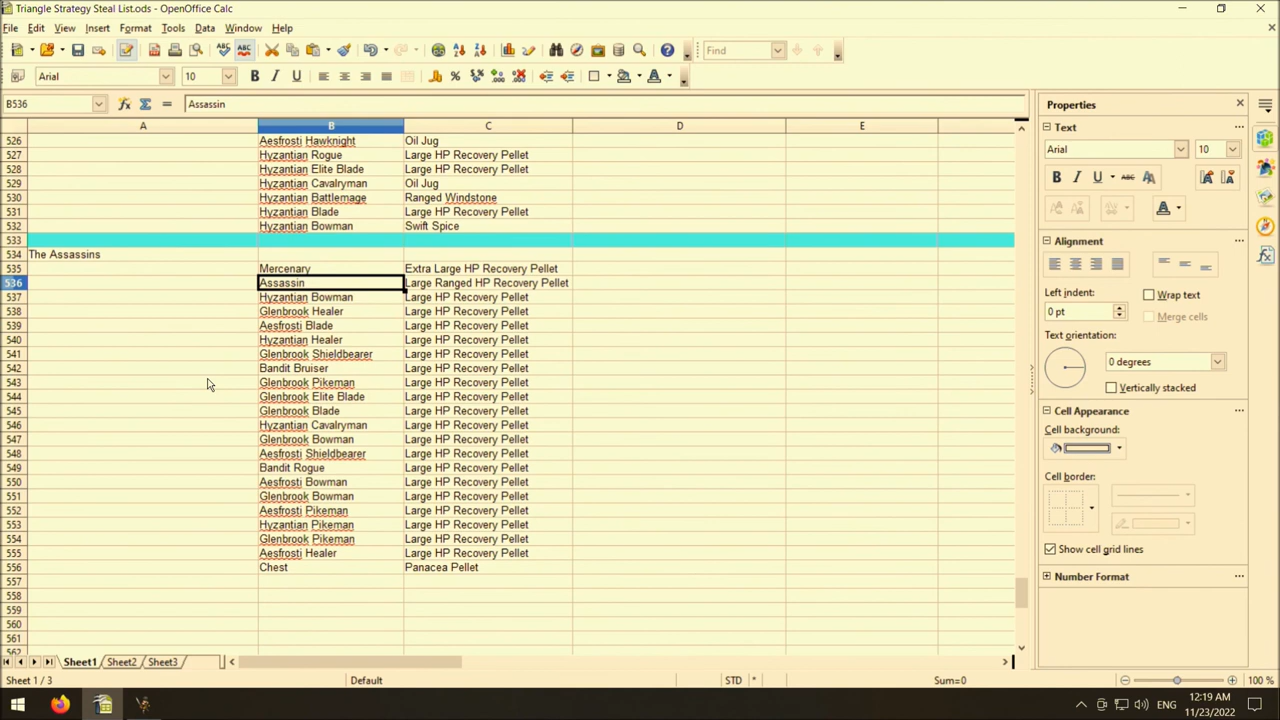 Triangle Strategy Steal List.ods - OpenOffice Calc
File Edit View Insert Format Tools Data Window Help
Find
Arial 10
B536 Assassin
A B C D E
526 Aesfrosti Hawknight Oil Jug
527 Hyzantian Rogue Large HP Recovery Pellet
528 Hyzantian Elite Blade Large HP Recovery Pellet
529 Hyzantian Cavalryman Oil Jug
530 Hyzantian Battlemage Ranged Windstone
531 Hyzantian Blade Large HP Recovery Pellet
532 Hyzantian Bowman Swift Spice
533
534 The Assassins
535 Mercenary Extra Large HP Recovery Pellet
536 Assassin Large Ranged HP Recovery Pellet
537 Hyzantian Bowman Large HP Recovery Pellet
538 Glenbrook Healer Large HP Recovery Pellet
539 Aesfrosti Blade Large HP Recovery Pellet
540 Hyzantian Healer Large HP Recovery Pellet
541 Glenbrook Shieldbearer Large HP Recovery Pellet
542 Bandit Bruiser Large HP Recovery Pellet
543 Glenbrook Pikeman Large HP Recovery Pellet
544 Glenbrook Elite Blade Large HP Recovery Pellet
545 Glenbrook Blade Large HP Recovery Pellet
546 Hyzantian Cavalryman Large HP Recovery Pellet
547 Glenbrook Bowman Large HP Recovery Pellet
548 Aesfrosti Shieldbearer Large HP Recovery Pellet
549 Bandit Rogue Large HP Recovery Pellet
550 Aesfrosti Bowman Large HP Recovery Pellet
551 Glenbrook Bowman Large HP Recovery Pellet
552 Aesfrosti Pikeman Large HP Recovery Pellet
553 Hyzantian Pikeman Large HP Recovery Pellet
554 Glenbrook Pikeman Large HP Recovery Pellet
555 Aesfrosti Healer Large HP Recovery Pellet
556 Chest Panacea Pellet
557
558
559
560
561
562
Properties
Text
Arial 10
Alignment
Left indent:
Wrap text
0 pt
Merge cells
Text orientation:
0 degrees
Vertically stacked
Cell Appearance
Cell background:
Cell border:
Show cell grid lines
Number Format
Sheet1 Sheet2 Sheet3
Sheet 1 / 3 Default STD * Sum=0 100 %
ENG
12:19 AM
11/23/2022